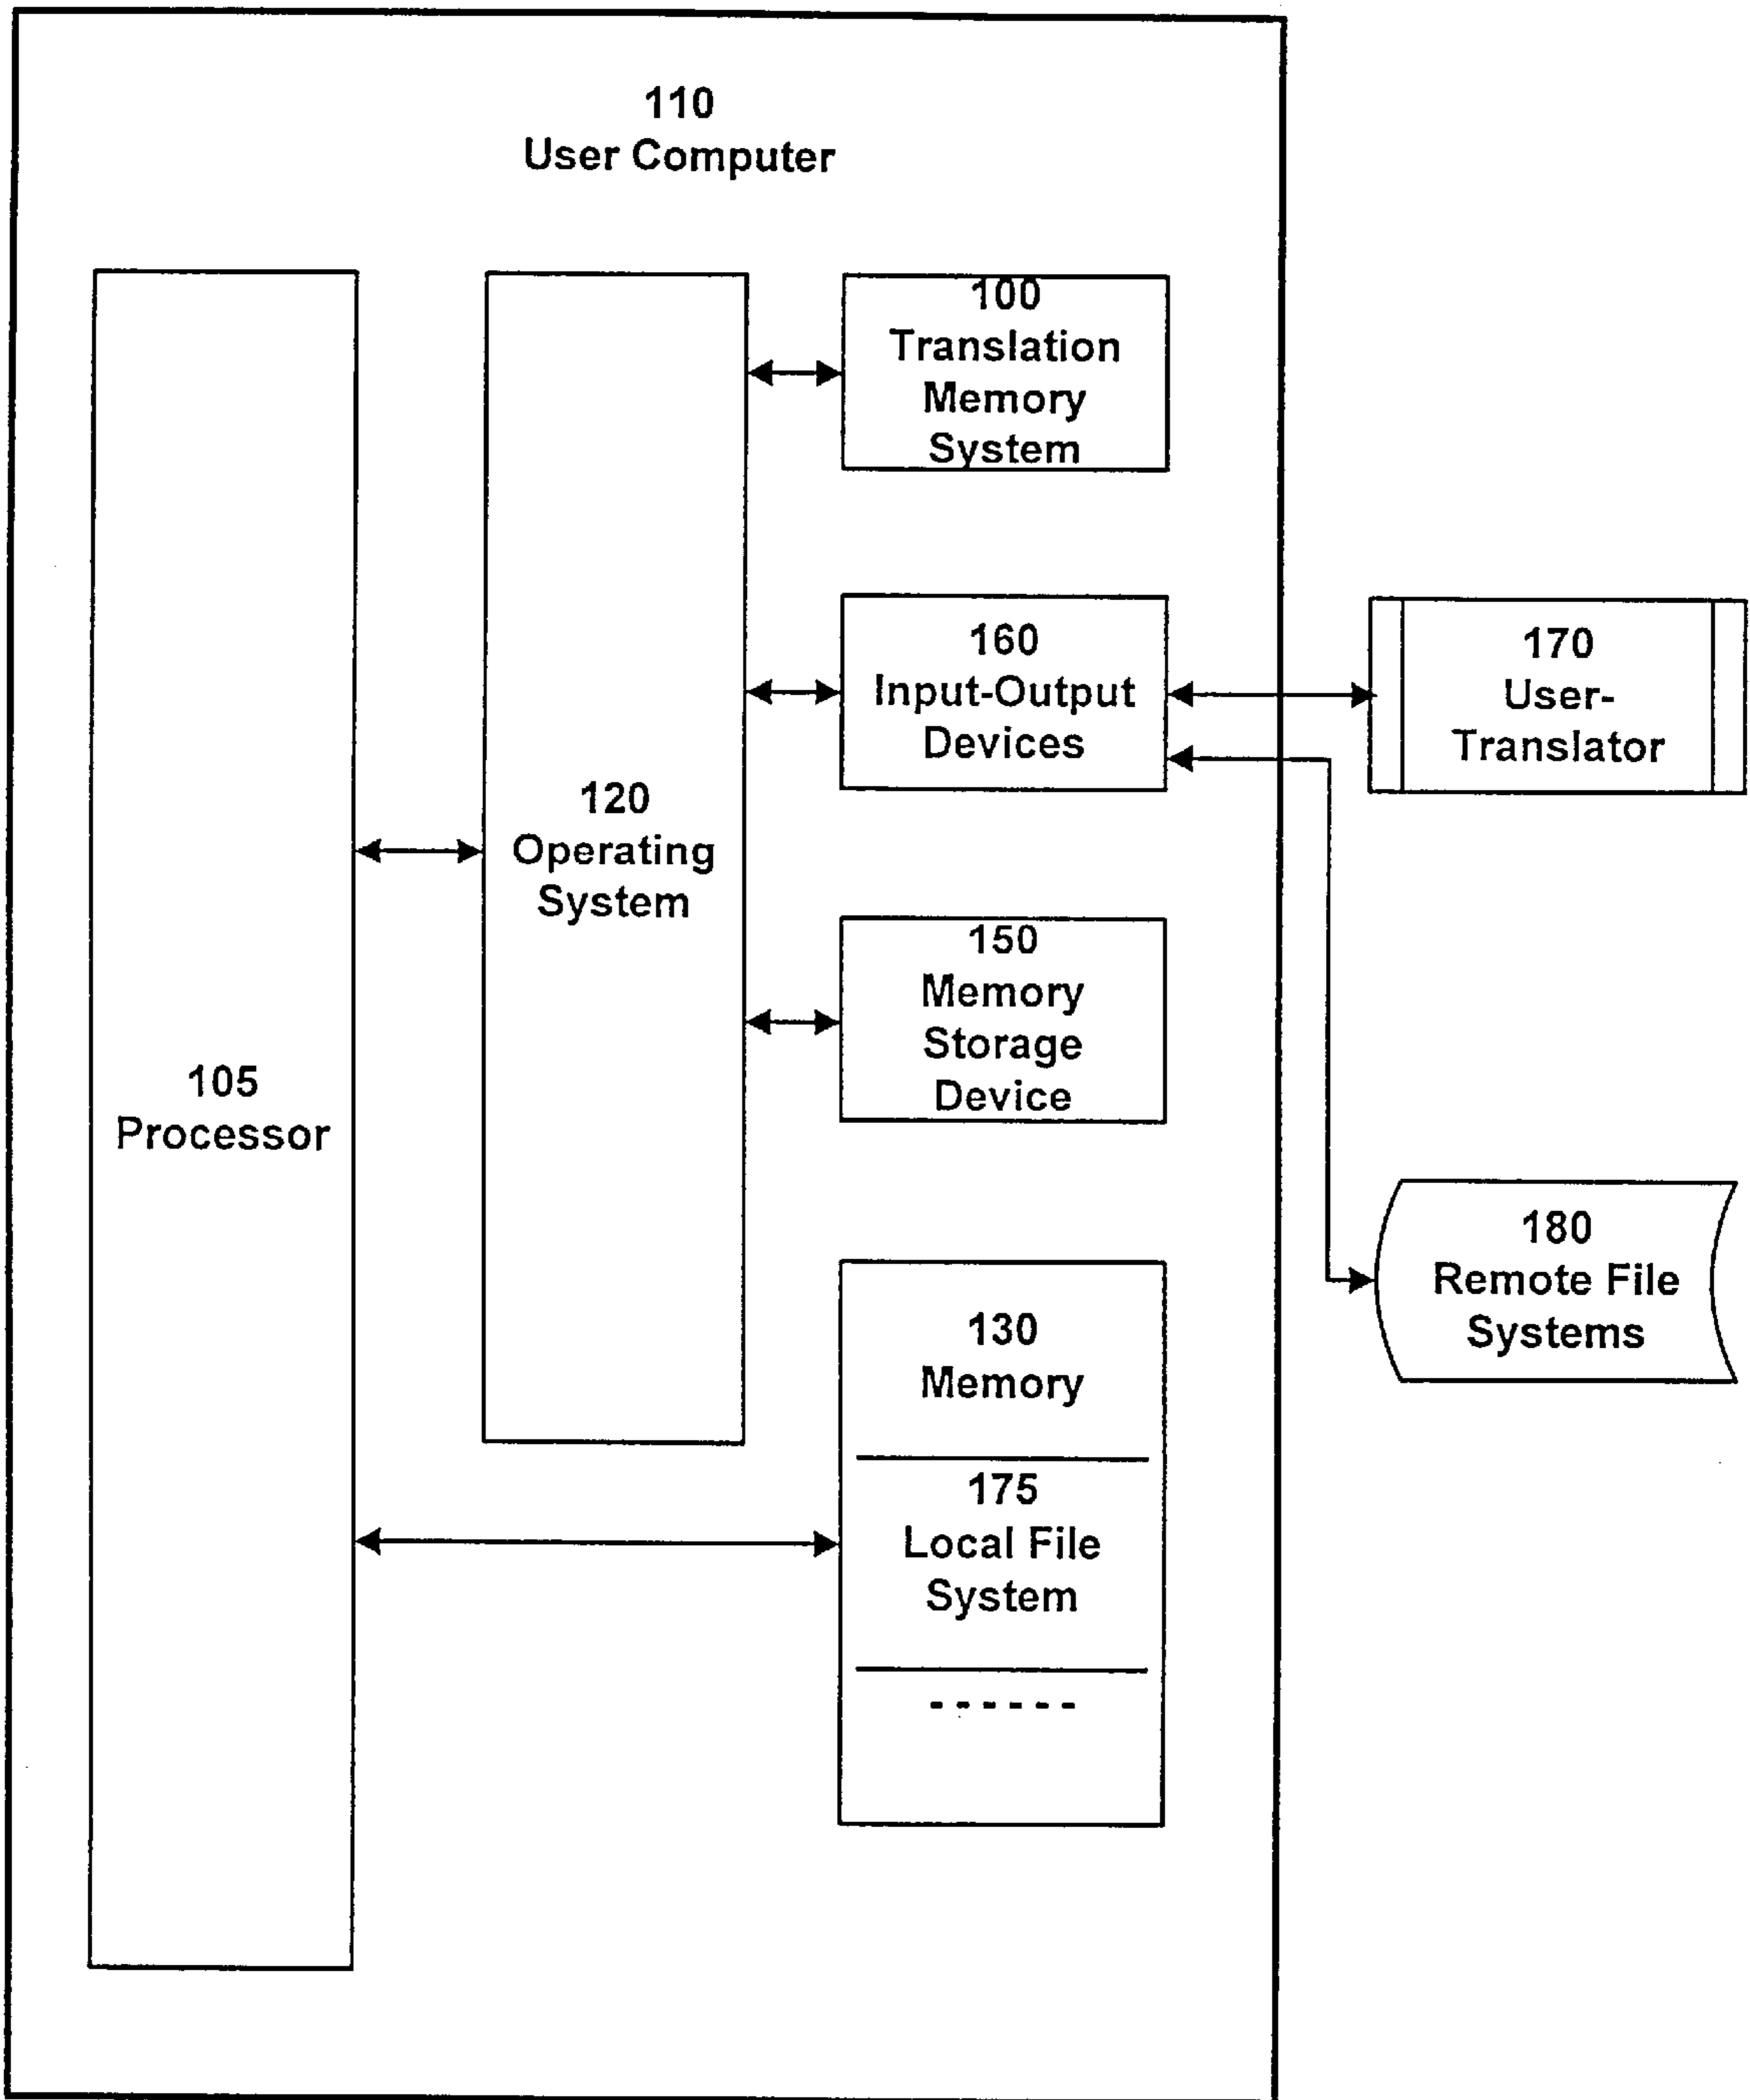 110
User Computer
100
Translation
Memory
System
160
Input-Output
Devices
170
User-
Translator
120
Operating
System
150
Memory
Storage
Device
105
Processor
180
Remote File
Systems
130
Memory
175
Local File
System
------